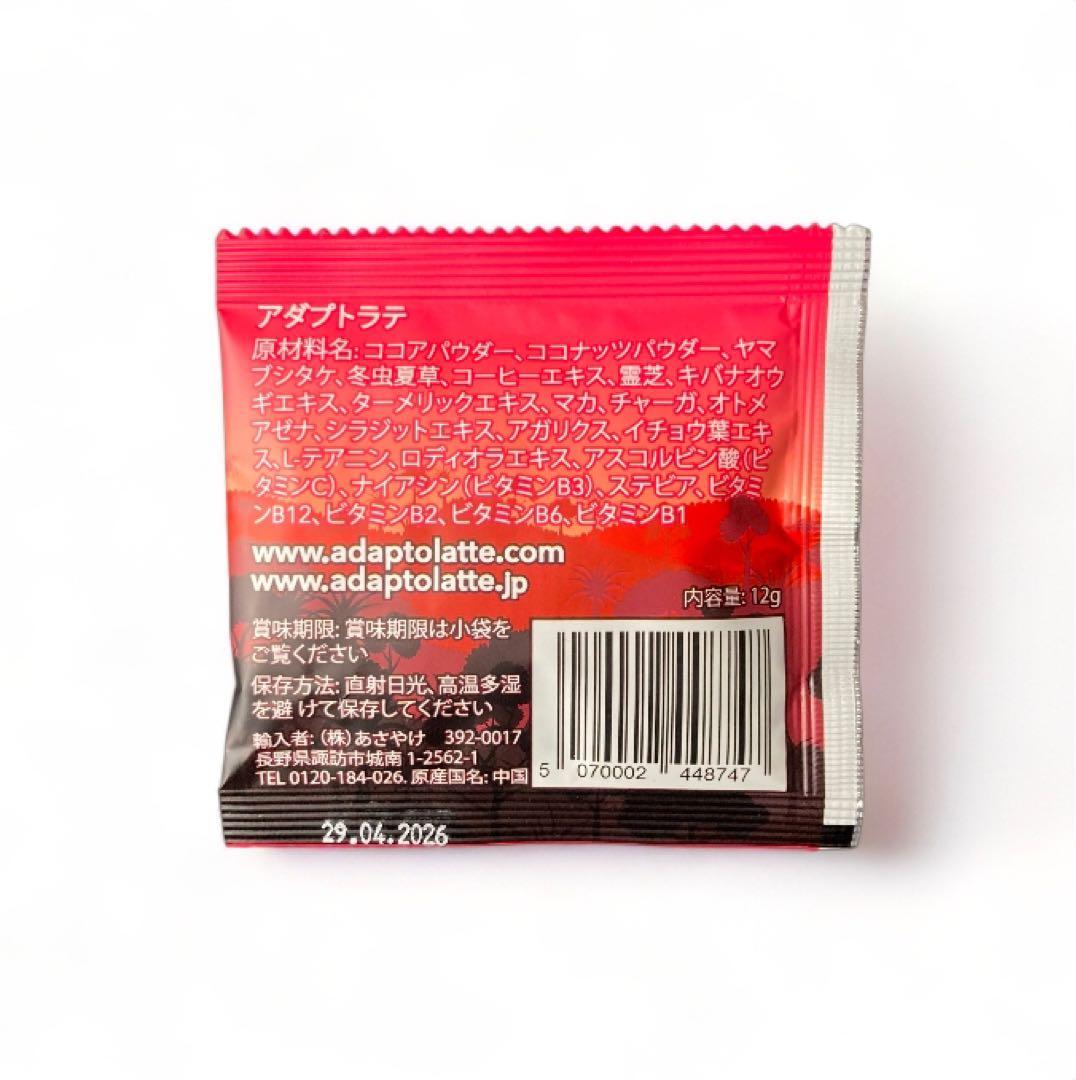 アダプトラテ
原材料名: ココアパウダー、ココナッツパウダー、ヤマ
ブシタケ、冬虫夏草、コーヒーエキス、霊芝、キバナオウ
ギエキス、ターメリックエキス、マカ、チャーガ、オトメ
アゼナ、シラジットエキス、アガリクス、イチョウ葉エキ
ス、L-テアニン、ロディオラエキス、アスコルビン酸(ビ
タミンC)、ナイアシン(ビタミンB3)、ステビア、ビタミ
ンB12、ビタミンB2、ビタミンB6、ビタミンB1
www.adaptolatte.com
www.adaptolatte.jp
内容量: 12g
賞味期限: 賞味期限は小袋を
ご覧ください
保存方法: 直射日光、高温多湿
を避けて保存してください
輸入者: (株)あさやけ 392-0017
長野県諏訪市城南1-2562-1
TEL 0120-184-026. 原産国名: 中国
5 070002 448747
29.04.2026